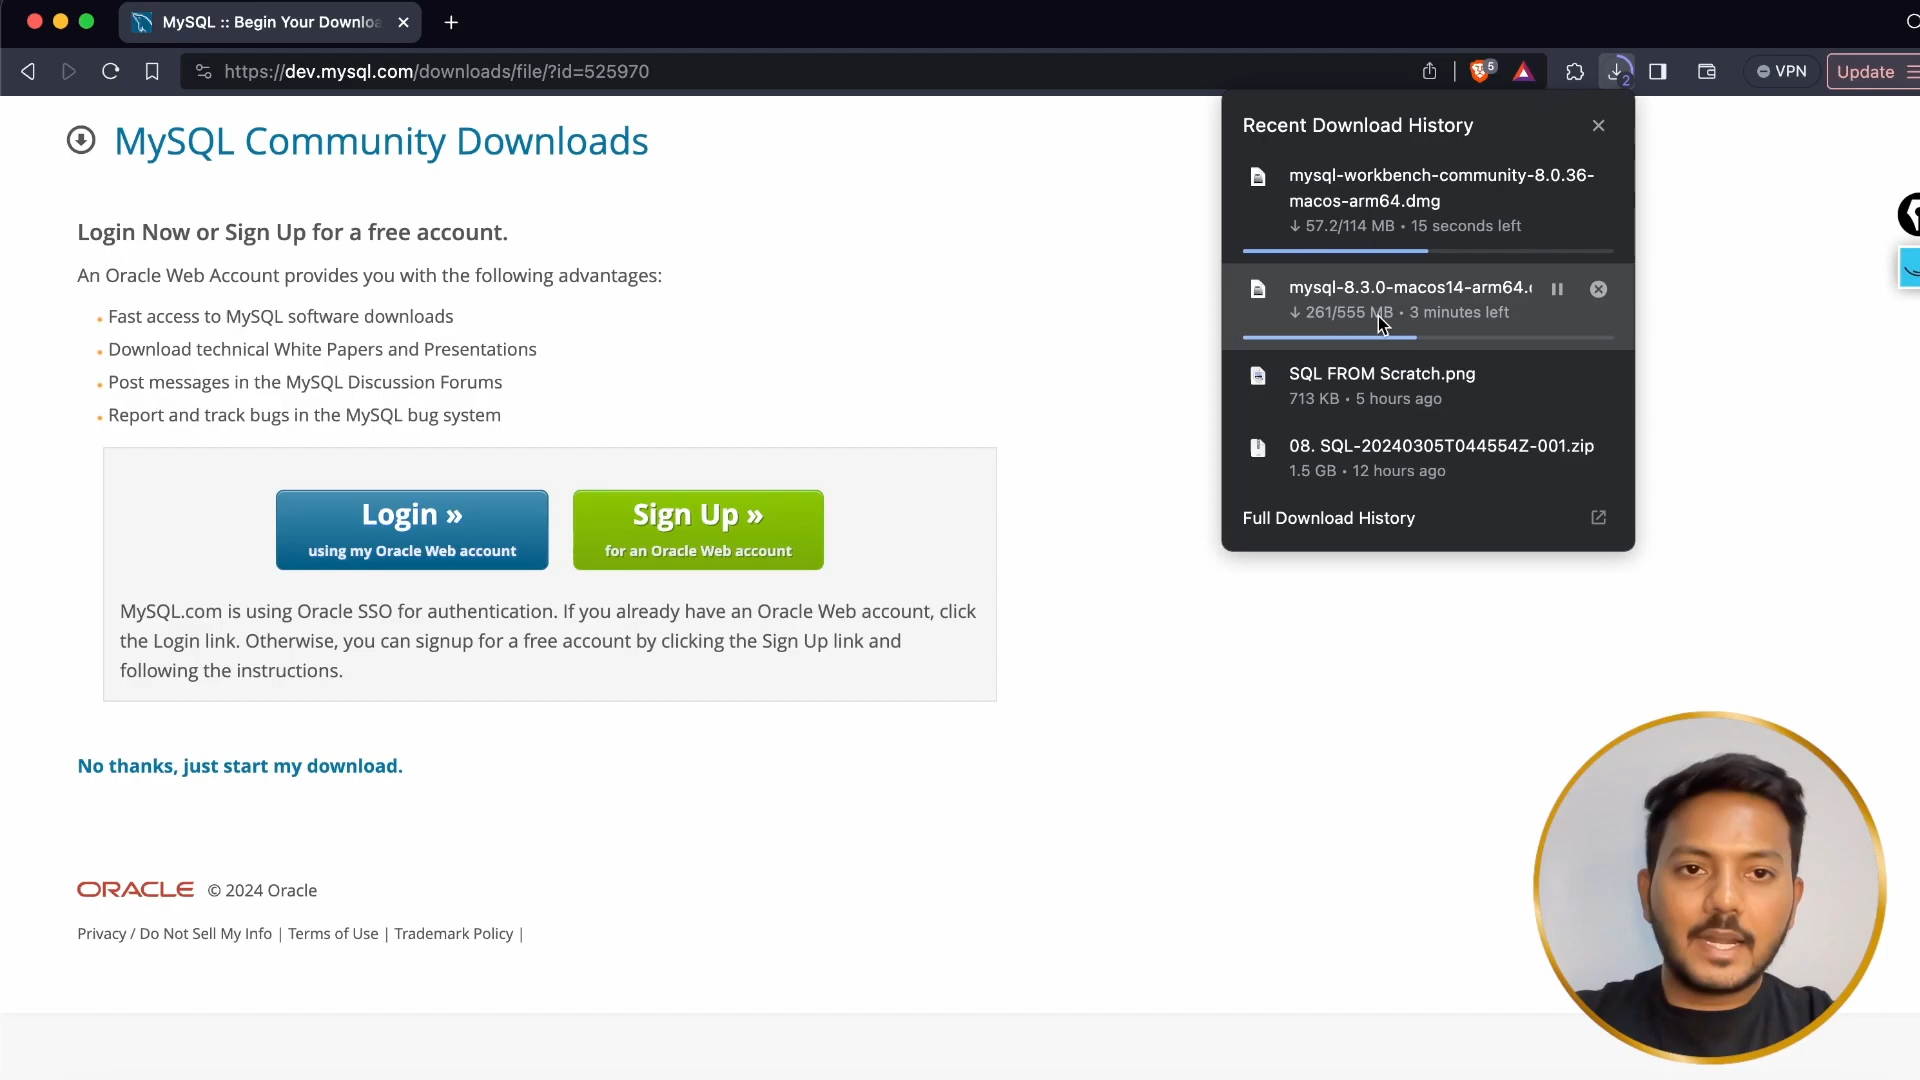 MySQL :: Begin Your Downloa
https://dev.mysql.com/downloads/file/?id=525970
5
2
VPN
Update
MySQL Community Downloads
Login Now or Sign Up for a free account.
An Oracle Web Account provides you with the following advantages:
Fast access to MySQL software downloads
Download technical White Papers and Presentations
Post messages in the MySQL Discussion Forums
Report and track bugs in the MySQL bug system
Login »
using my Oracle Web account
Sign Up »
for an Oracle Web account
MySQL.com is using Oracle SSO for authentication. If you already have an Oracle Web account, click
the Login link. Otherwise, you can signup for a free account by clicking the Sign Up link and
following the instructions.
No thanks, just start my download.
ORACLE © 2024 Oracle
Privacy / Do Not Sell My Info | Terms of Use | Trademark Policy |
Recent Download History
mysql-workbench-community-8.0.36-
macos-arm64.dmg
↓ 57.2/114 MB • 15 seconds left
mysql-8.3.0-macos14-arm64.
↓ 261/555 MB • 3 minutes left
SQL FROM Scratch.png
713 KB • 5 hours ago
08. SQL-20240305T044554Z-001.zip
1.5 GB • 12 hours ago
Full Download History